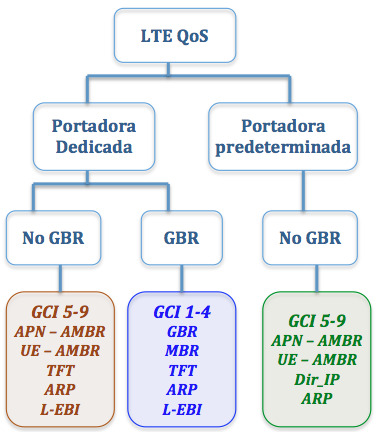 LTE QoS
Portadora
Dedicada
Portadora
predeterminada
No GBR
GBR
No GBR
GCI 5-9
APN – AMBR
UE – AMBR
TFT
ARP
L-EBI
GCI 1-4
GBR
MBR
TFT
ARP
L-EBI
GCI 5-9
APN – AMBR
UE – AMBR
Dir_IP
ARP